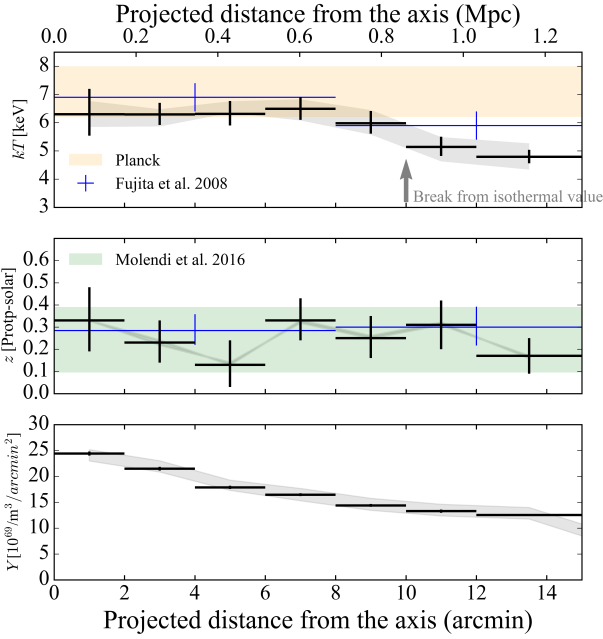 Projected distance from the axis (Mpc)
0.0 0.2 0.4 0.6 0.8 1.0 1.2
8
7
6
5
4
3
kT [keV]
Planck
Fujita et al. 2008
Break from isothermal value
0.6
0.5
0.4
0.3
0.2
0.1
0.0
z [Protp-solar]
Molendi et al. 2016
30
25
20
15
10
5
0
Y [10^69/m^3/arcmin^2]
0 2 4 6 8 10 12 14
Projected distance from the axis (arcmin)